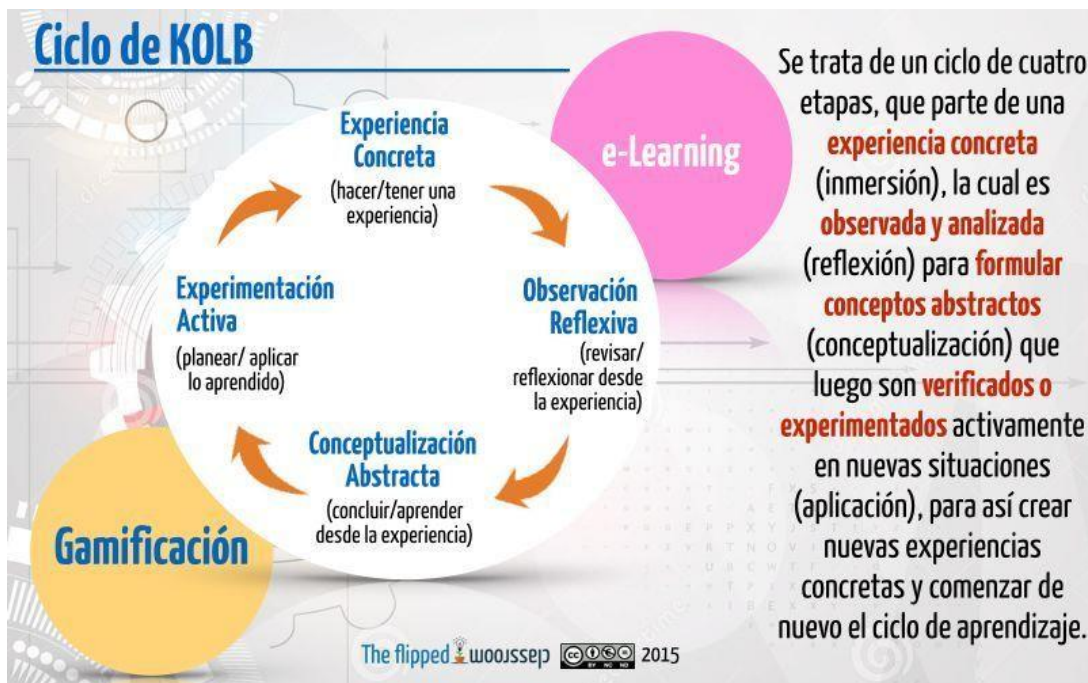 Ciclo de KOLB
Experiencia
Concreta
(hacer/tener una
experiencia)
e-Learning
Experimentación
Activa
(planear/ aplicar
lo aprendido)
Observación
Reflexiva
(revisar/
reflexionar desde
la experiencia)
Conceptualización
Abstracta
(concluir/aprender
desde la experiencia)
Gamificación
Se trata de un ciclo de cuatro
etapas, que parte de una
experiencia concreta
(inmersión), la cual es
observada y analizada
(reflexión) para formular
conceptos abstractos
(conceptualización) que
luego son verificados o
experimentados activamente
en nuevas situaciones
(aplicación), para así crear
nuevas experiencias
concretas y comenzar de
nuevo el ciclo de aprendizaje.
The flipped classroom cc BY NC ND 2015